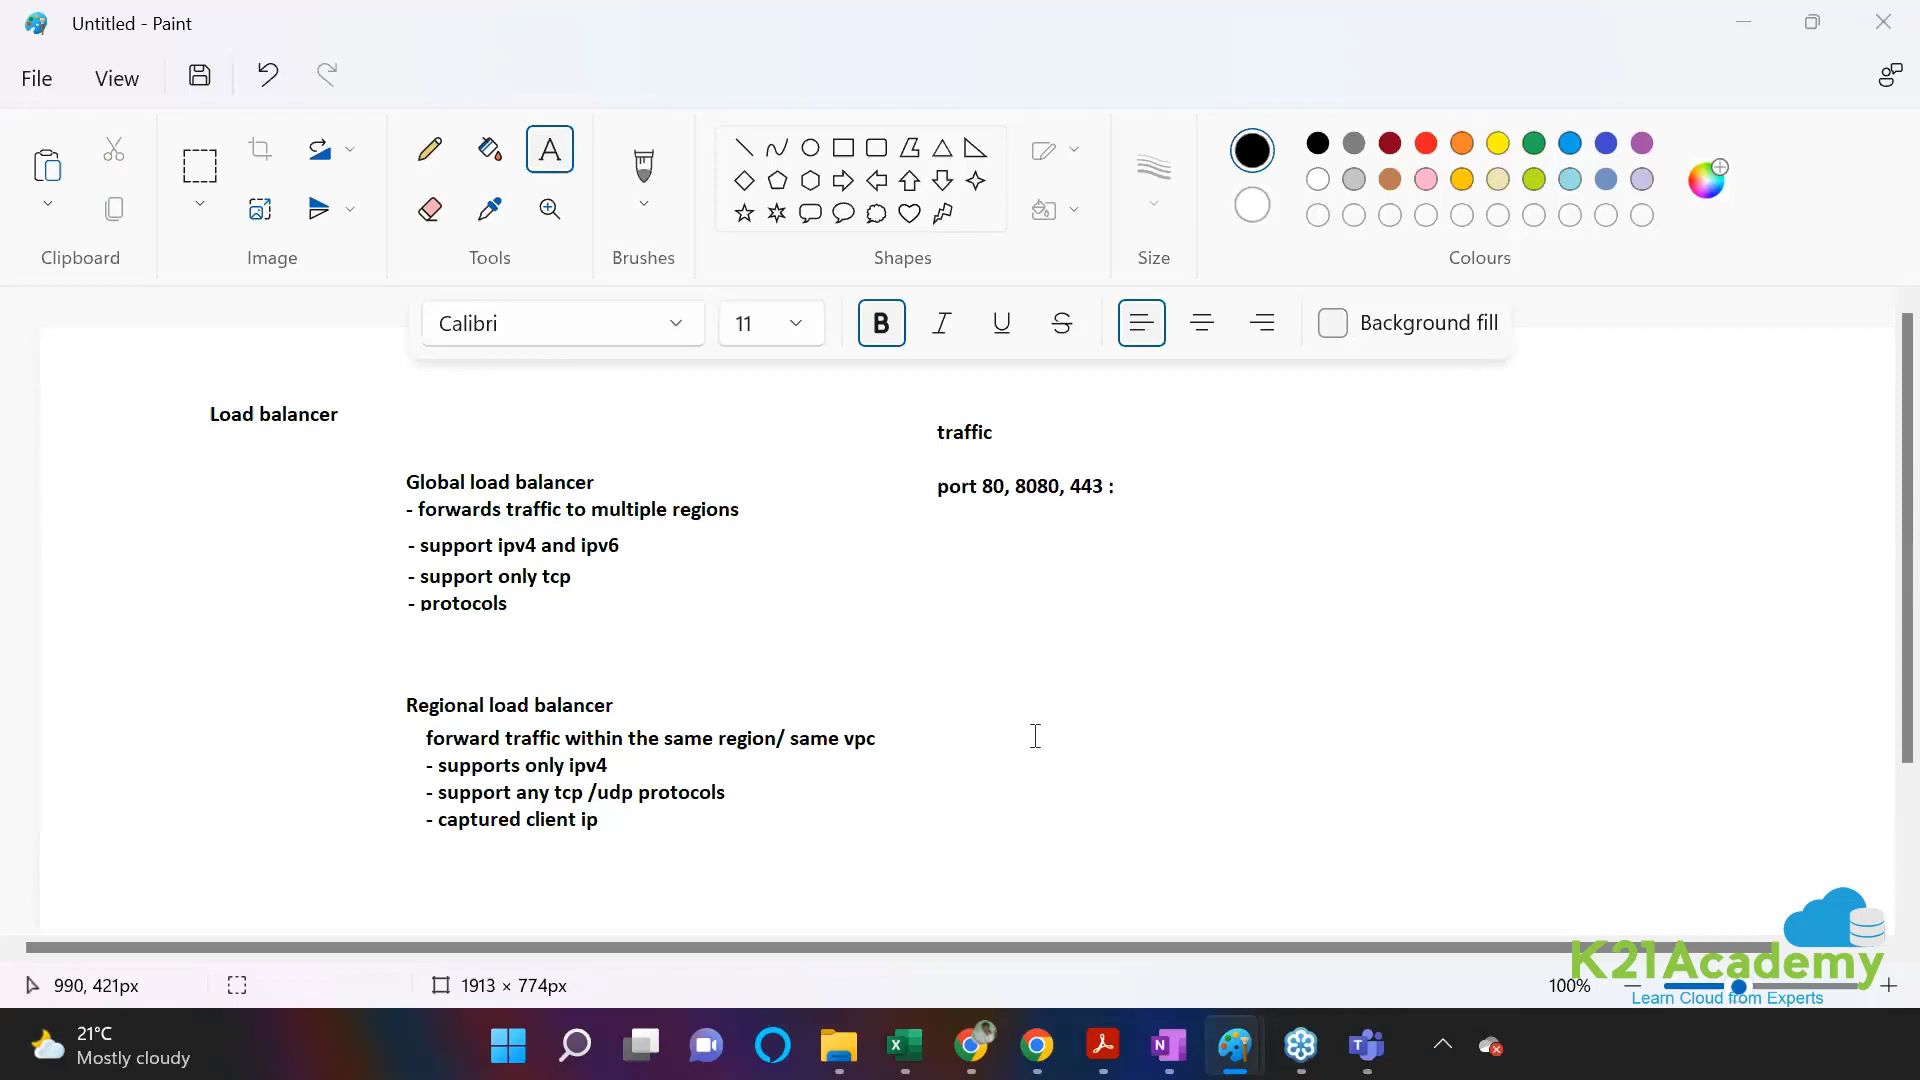 Untitled - Paint
File
View
Clipboard
Image
Tools
Brushes
Shapes
Size
Colours
A
Calibri
11
B
I
U
S
Background fill
Load balancer
Global load balancer
- forwards traffic to multiple regions
- support ipv4 and ipv6
- support only tcp
- protocols
traffic
port 80, 8080, 443 :
Regional load balancer
forward traffic within the same region/ same vpc
- supports only ipv4
- support any tcp /udp protocols
- captured client ip
K21Academy
Learn Cloud from Experts
990, 421px
1913 × 774px
100%
21°C
Mostly cloudy